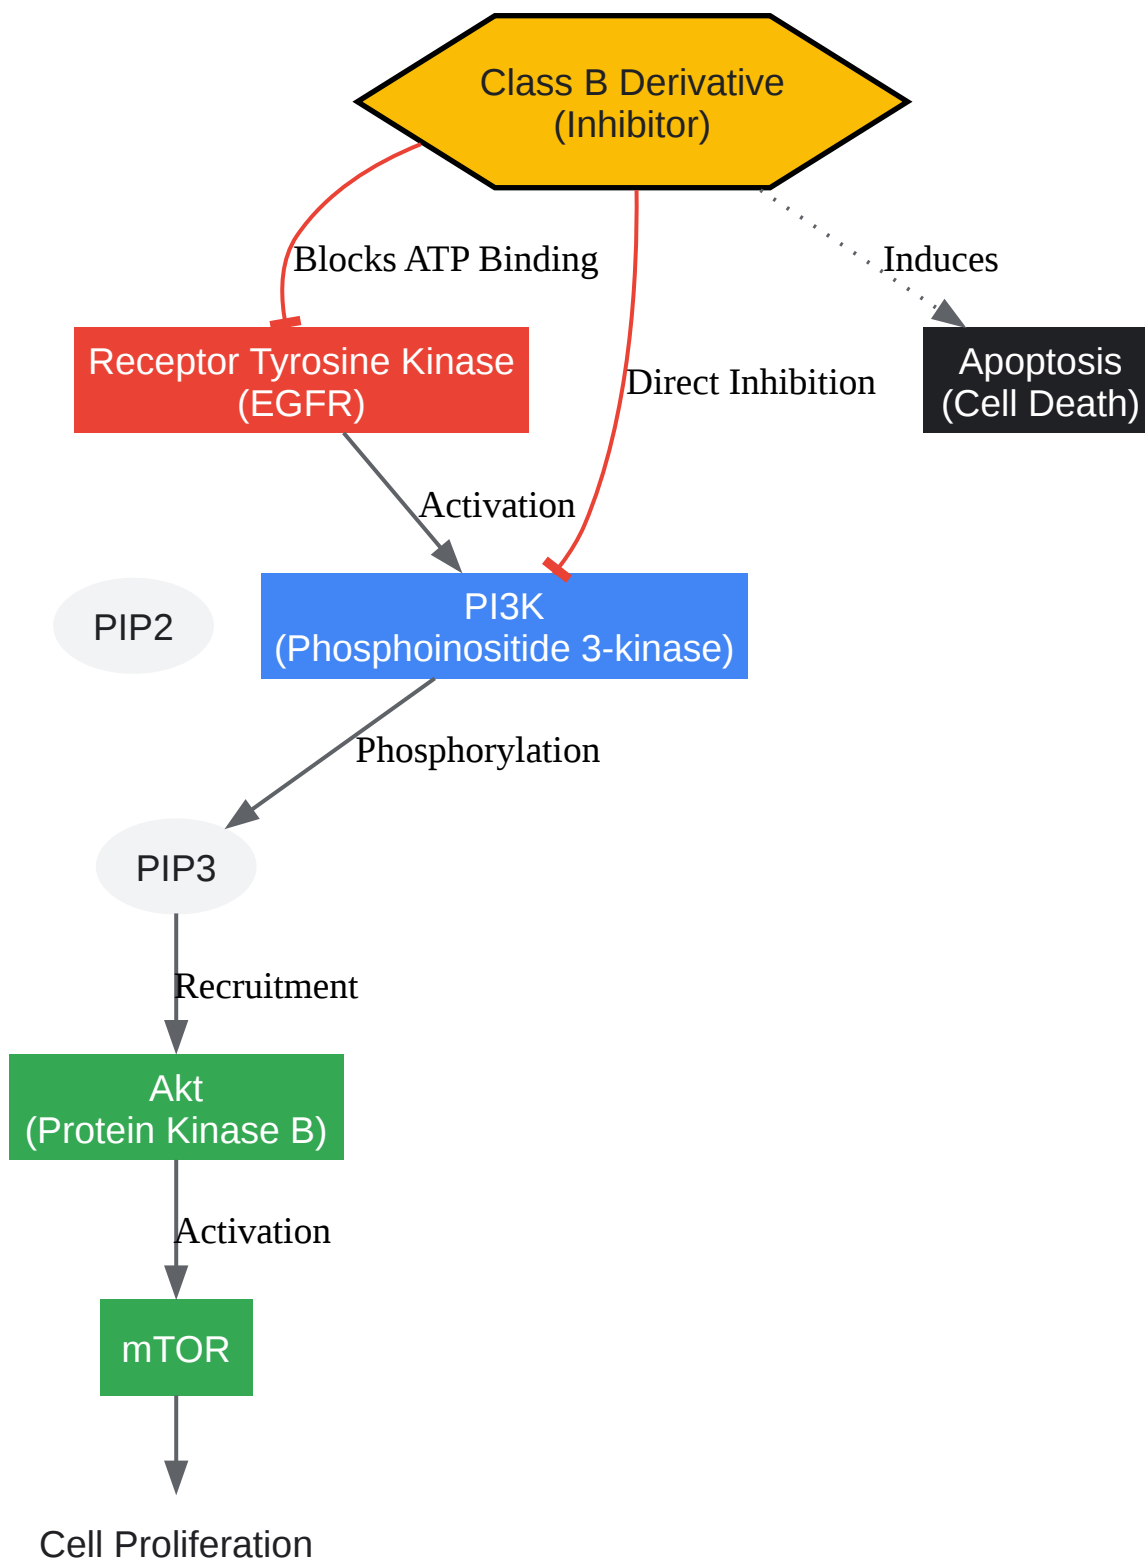 Class B Derivative
(Inhibitor)
Blocks ATP Binding
Induces
Receptor Tyrosine Kinase
(EGFR)
Direct Inhibition
Apoptosis
(Cell Death)
Activation
PIP2
PI3K
(Phosphoinositide 3-kinase)
Phosphorylation
PIP3
Recruitment
Akt
(Protein Kinase B)
Activation
mTOR
Cell Proliferation